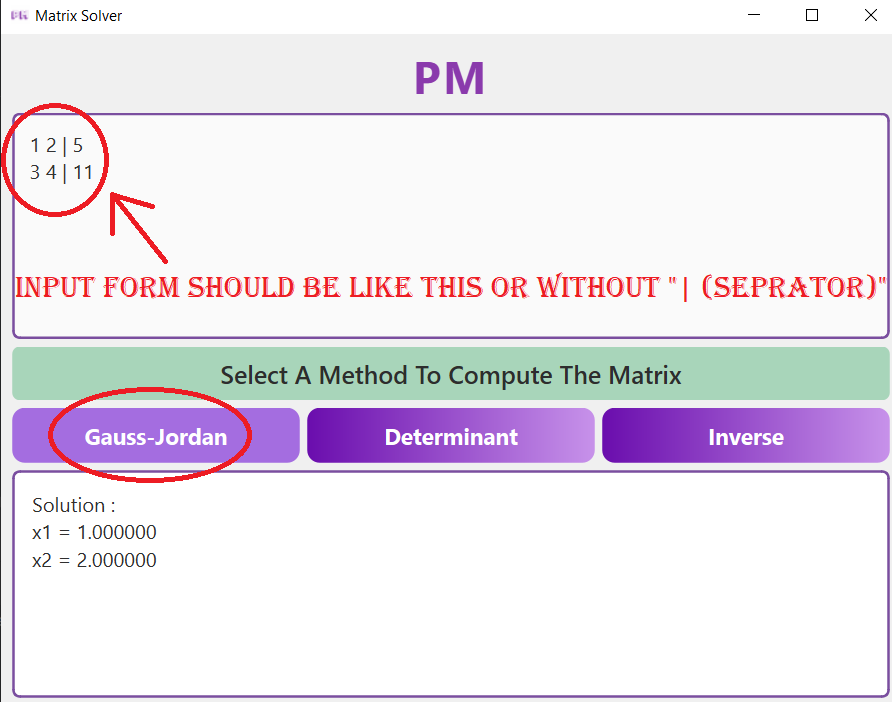 Matrix Solver
PM
1 2 | 5
3 4 | 11
INPUT FORM SHOULD BE LIKE THIS OR WITHOUT "| (SEPRATOR)"
Select A Method To Compute The Matrix
Gauss-Jordan Determinant Inverse
Solution :
x1 = 1.000000
x2 = 2.000000